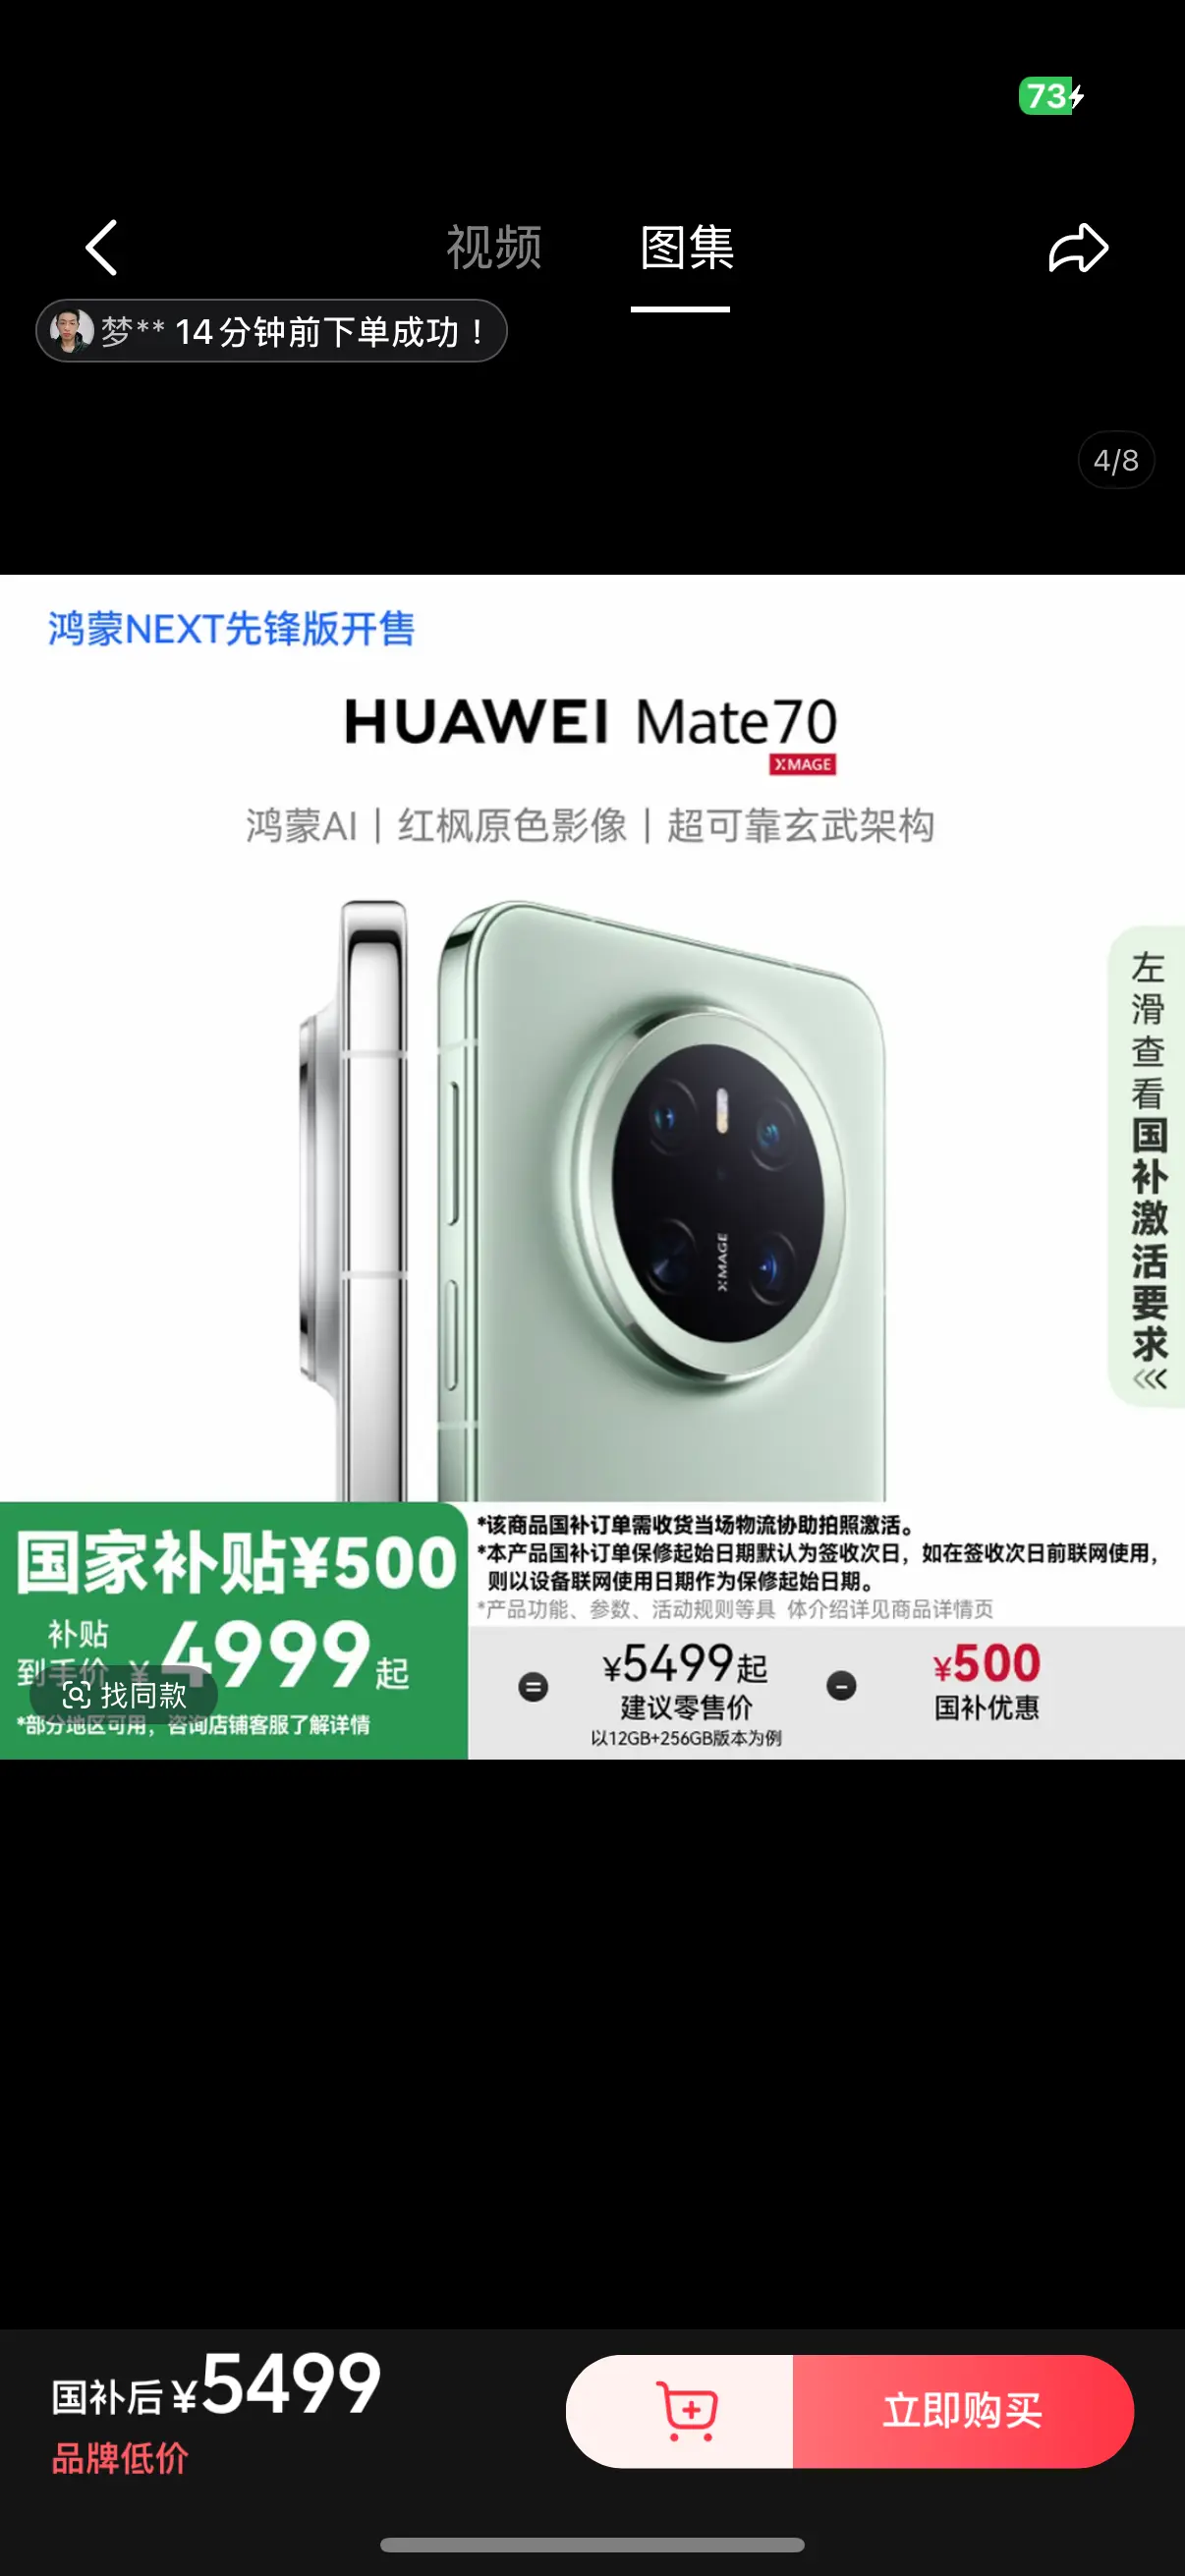 73
视频 图集
梦** 14分钟前下单成功！
4/8
鸿蒙NEXT先锋版开售
HUAWEI Mate70
XMAGE
鸿蒙AI | 红枫原色影像 | 超可靠玄武架构
左滑查看国补激活要求
XMAGE
国家补贴¥500
补贴
到手价 ¥4999起
找同款
*部分地区可用，咨询店铺客服了解详情
*该商品国补订单需收货当场物流协助拍照激活。
*本产品国补订单保修起始日期默认为签收次日，如在签收次日前联网使用，
则以设备联网使用日期作为保修起始日期。
*产品功能、参数、活动规则等具 体介绍详见商品详情页
= ¥5499起 - ¥500
建议零售价 国补优惠
以12GB+256GB版本为例
国补后¥5499
品牌低价
立即购买